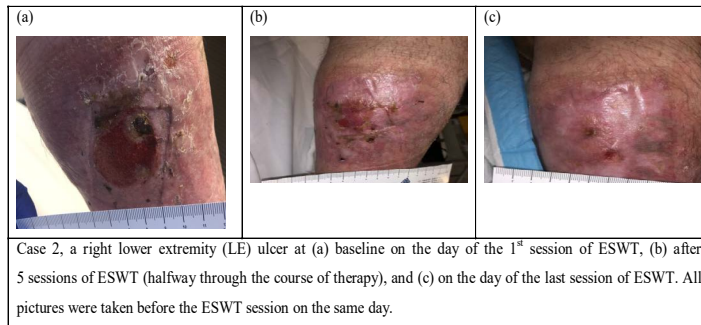 (a)
(b)
(c)
Case 2, a right lower extremity (LE) ulcer at (a) baseline on the day of the 1st session of ESWT, (b) after
5 sessions of ESWT (halfway through the course of therapy), and (c) on the day of the last session of ESWT. All
pictures were taken before the ESWT session on the same day.